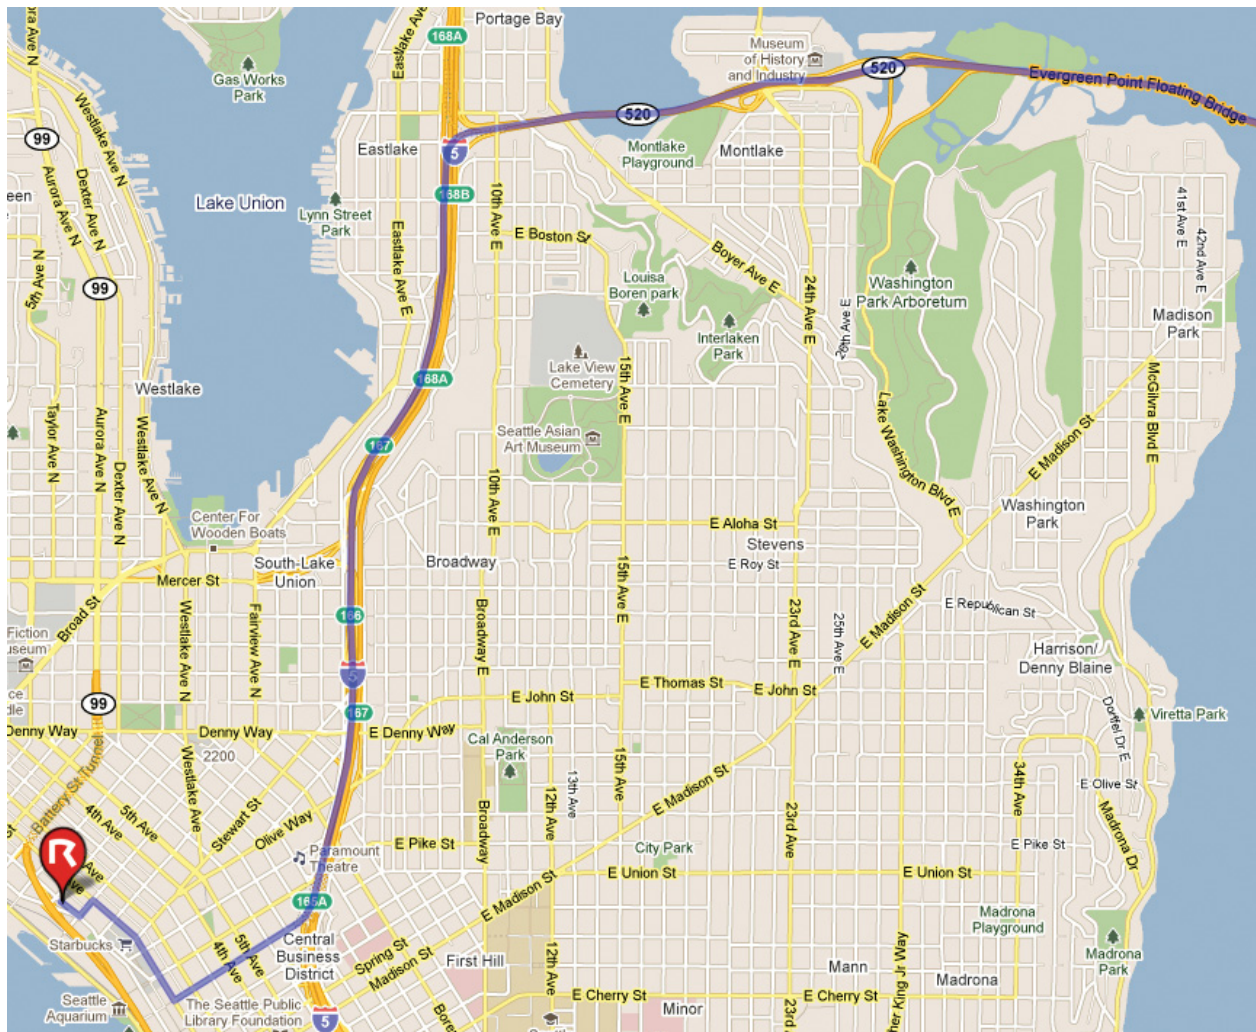 Portage Bay
168A
Eastlake Ave
Aurora Ave N
Gas Works
Park
Westlake Ave N
Westlake Ave N
99
Museum
of History
and Industry
520
Evergreen Point Floating Bridge
520
Aurora Ave N
Dexter Ave N
Eastlake
5
Montlake
Playground
Montlake
Lake Union
168B
10th Ave E
Lynn Street
Park
41st Ave E
42nd Ave E
5th Ave N
99
Eastlake Ave E
E Boston St
Boyer Ave E
Louisa
Boren park
24th Ave E
Washington
Park Arboretum
Madison
Park
Interlaken
Park
Lake View
Cemetery
15th Ave E
168A
Westlake
McGilvra Blvd E
Taylor Ave N
Aurora Ave N
Dexter Ave N
Westlake Ave N
Lake Washington Blvd E
E Madison St
Seattle Asian
Art Museum
167
10th Ave E
Center For
Wooden Boats
E Aloha St
Washington
Park
Stevens
E Roy St
South-Lake
Union
Broadway
Mercer St
15th Ave E
Broad St
Westlake Ave N
Fairview Ave N
166
Broadway E
23rd Ave E
25th Ave E
E Madison St
E Republican St
Fiction
Harrison/
Denny Blaine
5
E John St
E Thomas St
E John St
99
167
Dorffel Dr E
Viretta Park
Denny Way
Denny Way
E Denny Way
2200
Cal Anderson
Park
15th Ave
Battery St Tunnel
Westlake Ave
Stewart St
Olive Way
13th Ave
12th Ave
E Madison St
34th Ave
E Olive St
4th Ave
5th Ave
Broadway
23rd Ave
Madrona Dr
R
Paramount
Theatre
E Pike St
City Park
E Pike St
E Union St
E Union St
165A
E Madison St
Starbucks
5th Ave
4th Ave
Central
Business
District
Spring St
Madison St
First Hill
12th Ave
Madrona
Playground
Madrona
Park
Mann
Madrona
Seattle
Aquarium
The Seattle Public
Library Foundation
5
E Cherry St
Minor
23rd
E Cherry St